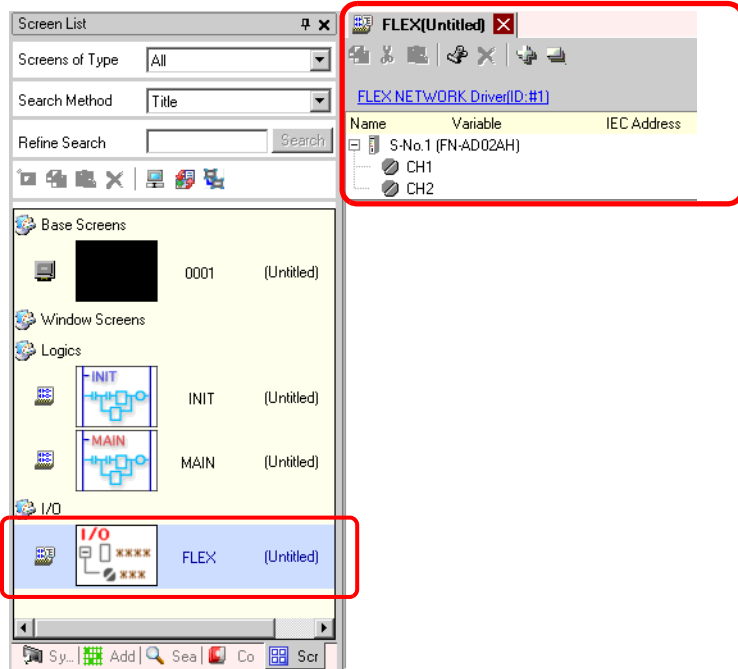 Screen List
Screens of Type All
Search Method Title
Refine Search Search
Base Screens
0001 (Untitled)
Window Screens
Logics
INIT
INIT (Untitled)
MAIN
MAIN (Untitled)
I/O
I/O
****
***
FLEX (Untitled)
Sy... Add Sea Co Scr
FLEX(Untitled)
FLEX NETWORK Driver(ID:#1)
Name Variable IEC Address
S-No.1 (FN-AD02AH)
CH1
CH2